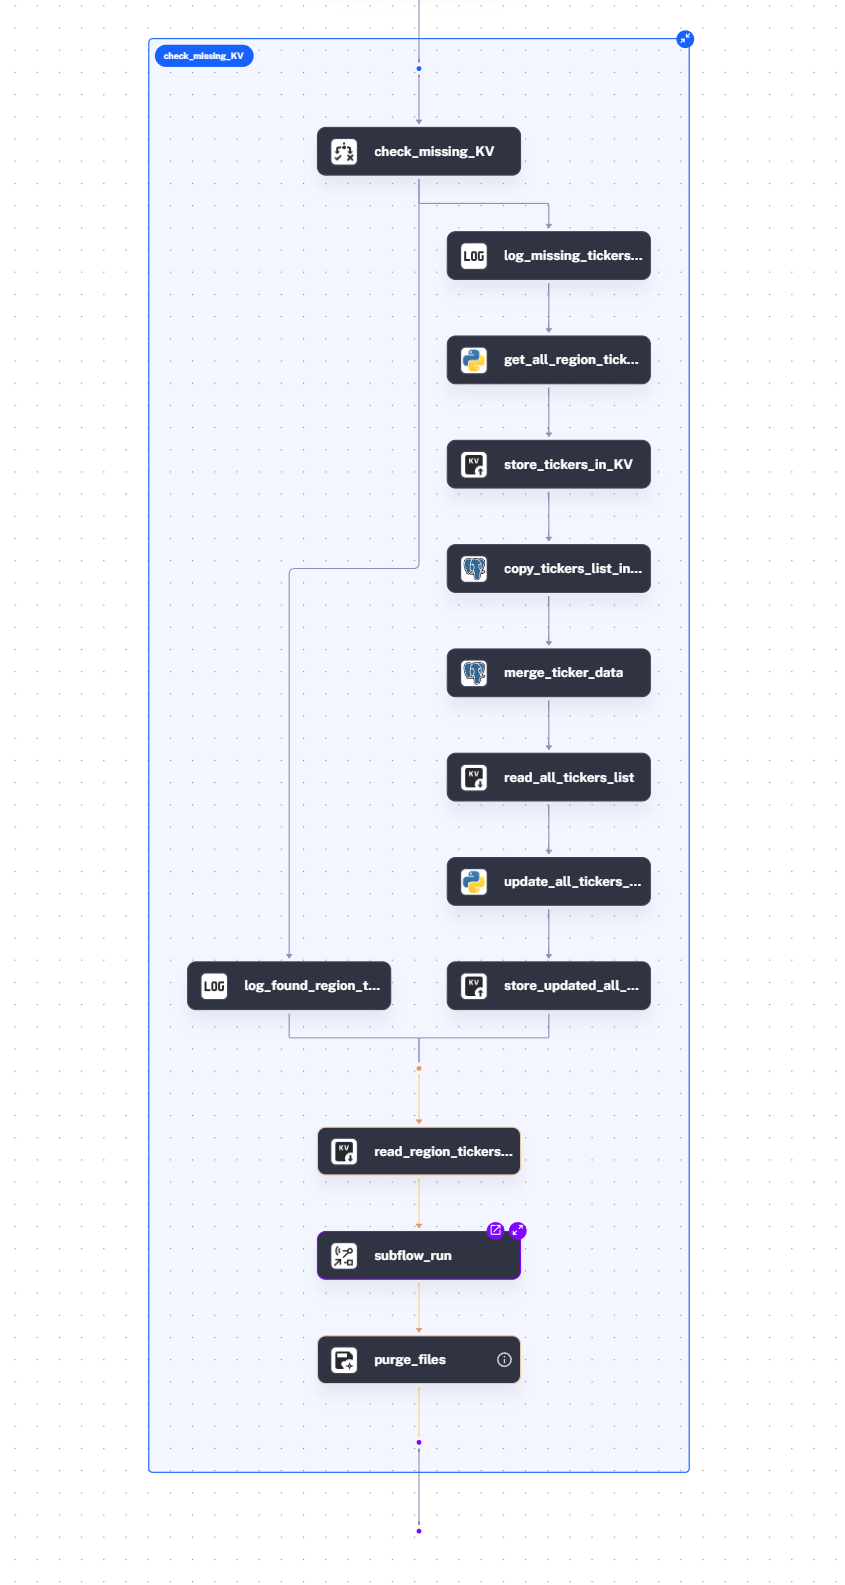 check_missing_KV
check_missing_KV
LOG log_missing_tickers...
get_all_region_tick...
KV store_tickers_in_KV
copy_tickers_list_in...
merge_ticker_data
KV read_all_tickers_list
update_all_tickers_...
LOG log_found_region_t...
KV store_updated_all_...
KV read_region_tickers...
subflow_run
purge_files